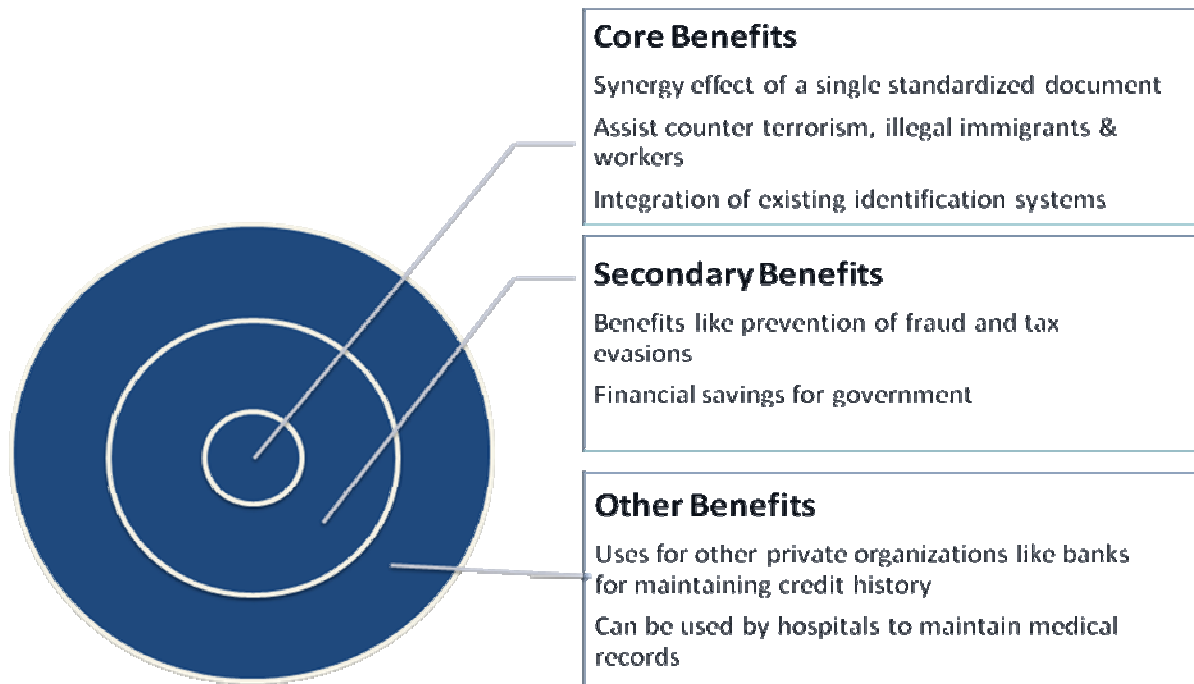 Core Benefits
Synergy effect of a single standardized document
Assist counter terrorism, illegal immigrants &
workers
Integration of existing identification systems
Secondary Benefits
Benefits like prevention of fraud and tax
evasions
Financial savings for government
Other Benefits
Uses for other private organizations like banks
for maintaining credit history
Can be used by hospitals to maintain medical
records